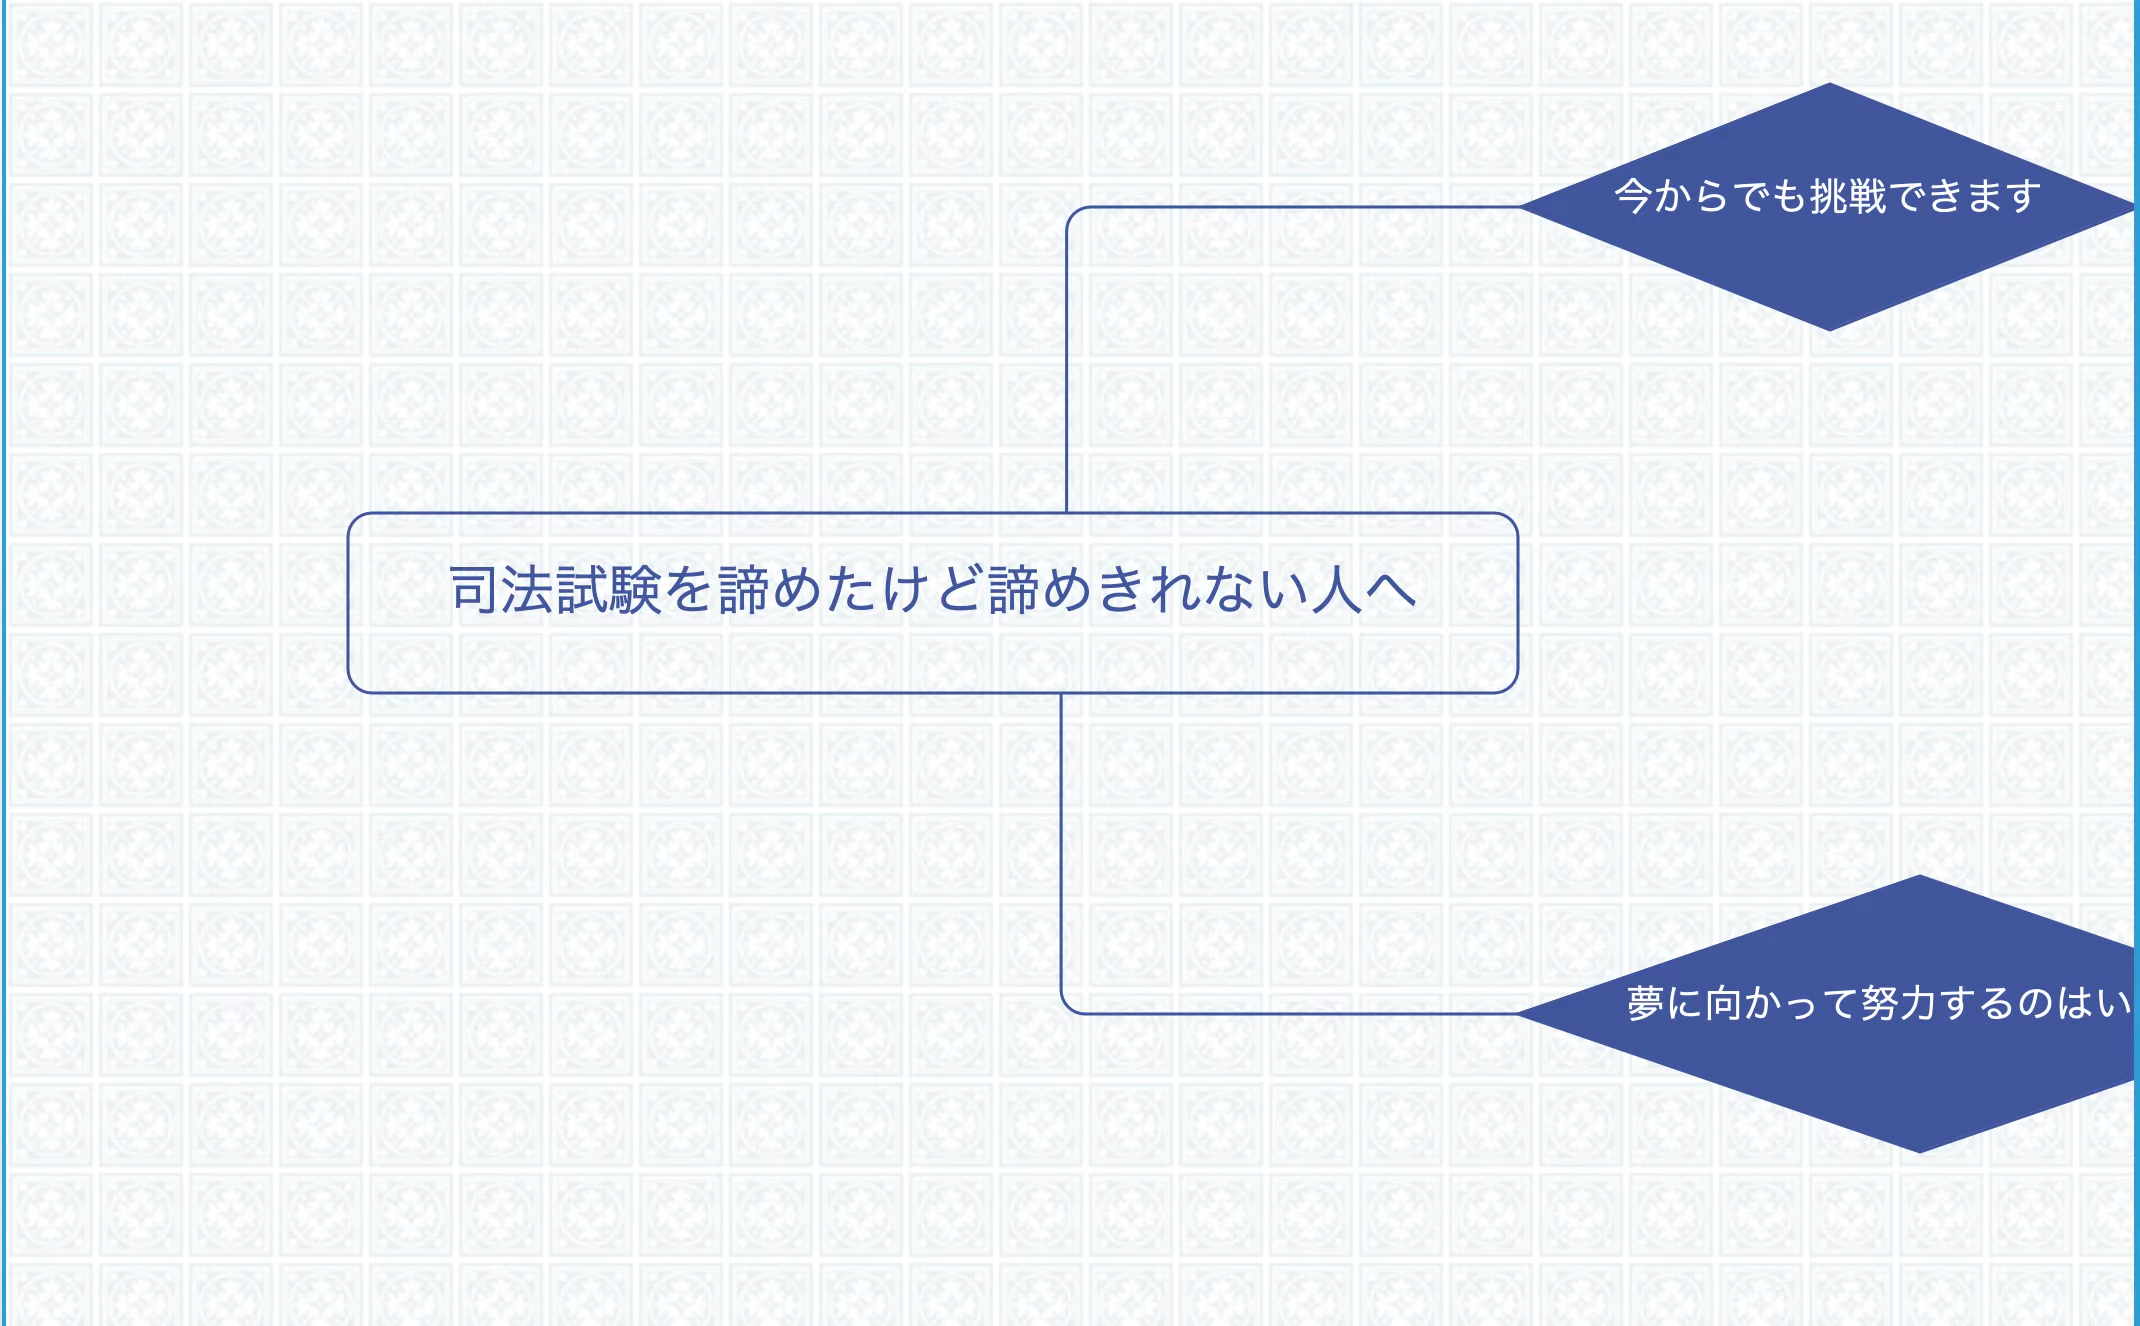 今からでも挑戦できます
司法試験を諦めたけど諦めきれない人へ
夢に向かって努力するのはい